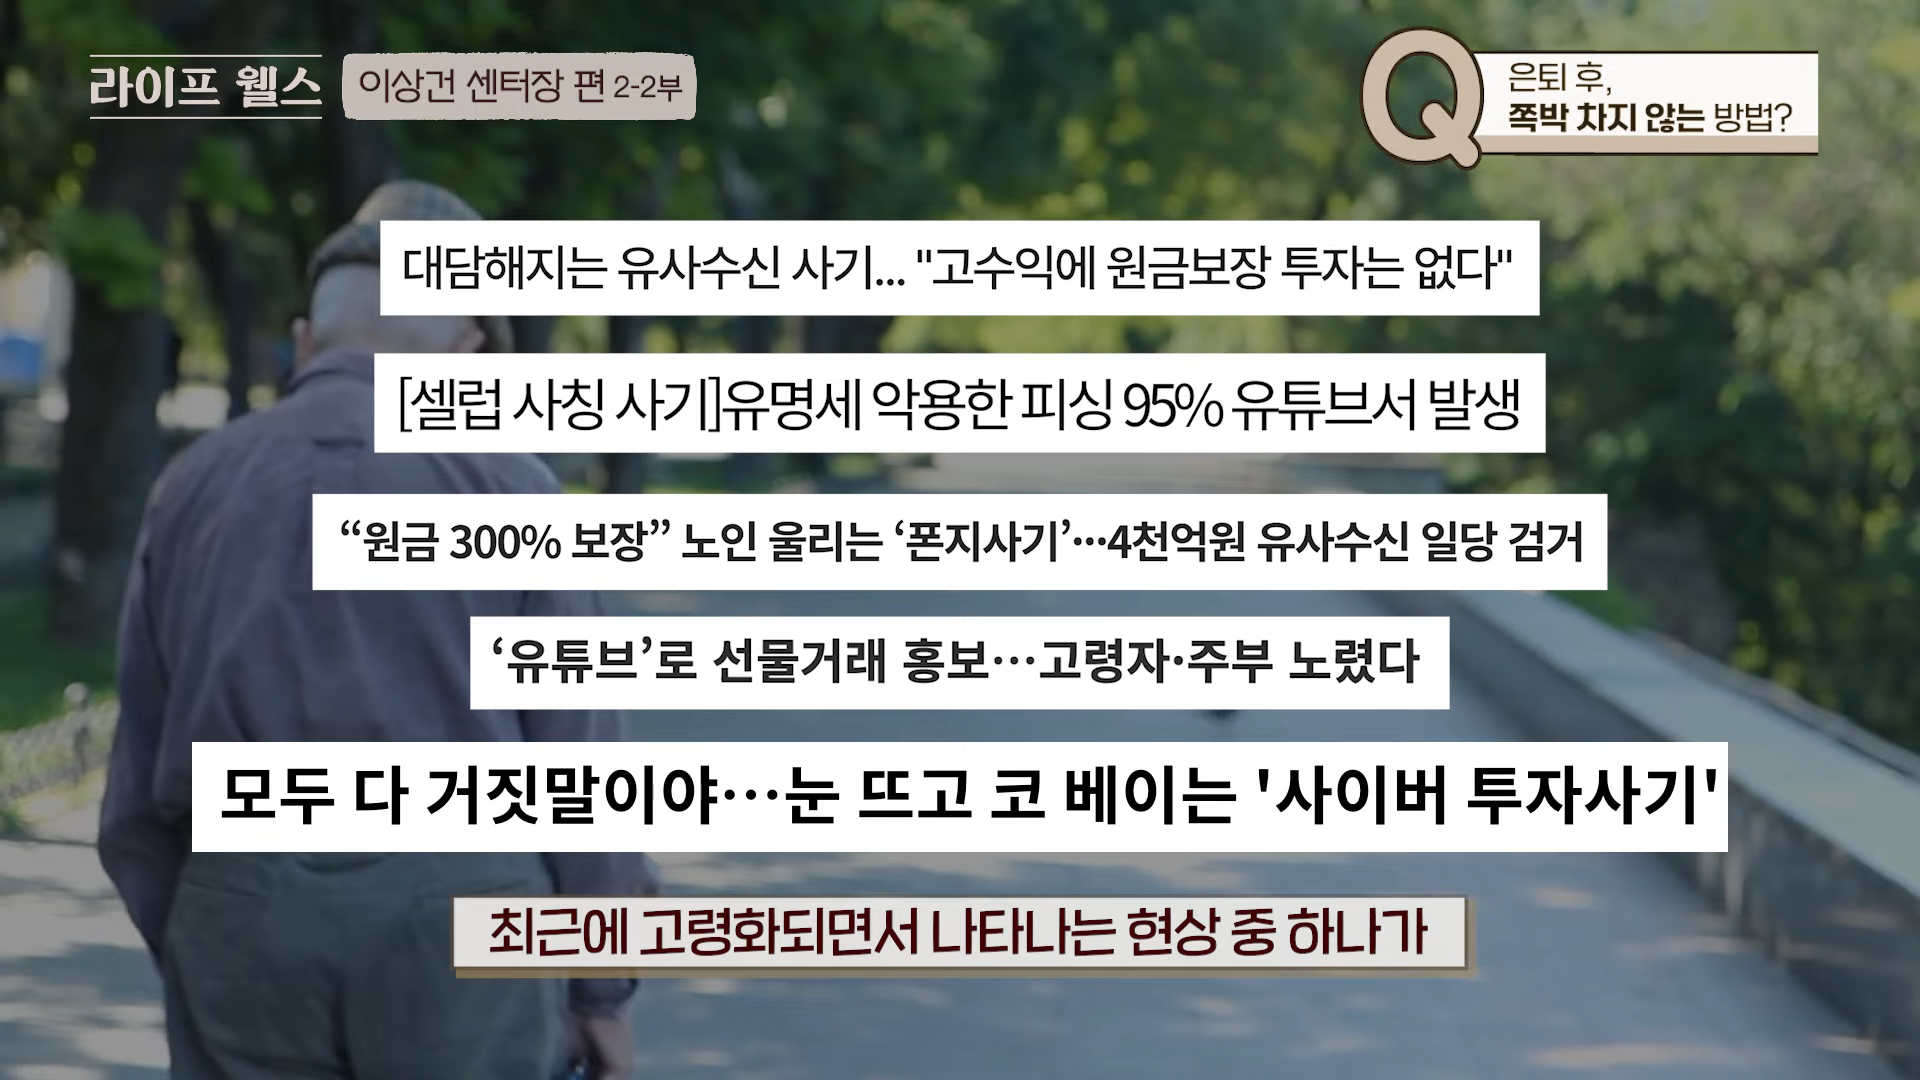 라이프 웰스
이상건 센터장 편 2-2부
Q
은퇴 후,
쪽박 차지 않는 방법?
대담해지는 유사수신 사기... "고수익에 원금보장 투자는 없다"
[셀럽 사칭 사기]유명세 악용한 피싱 95% 유튜브서 발생
“원금 300% 보장” 노인 울리는 ‘폰지사기’…4천억원 유사수신 일당 검거
‘유튜브’로 선물거래 홍보…고령자·주부 노렸다
모두 다 거짓말이야…눈 뜨고 코 베이는 '사이버 투자사기'
최근에 고령화되면서 나타나는 현상 중 하나가